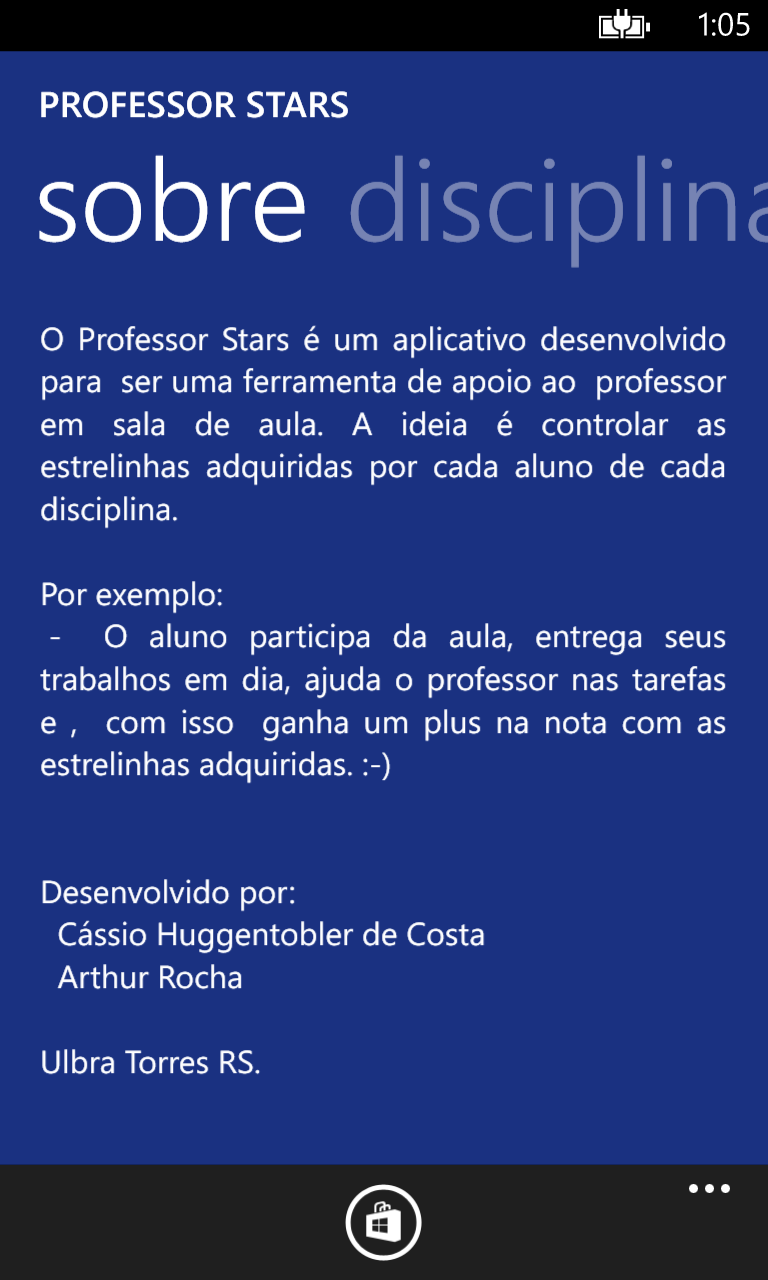 1:05
PROFESSOR STARS
sobre disciplina
O Professor Stars é um aplicativo desenvolvido
para ser uma ferramenta de apoio ao professor
em sala de aula. A ideia é controlar as
estrelinhas adquiridas por cada aluno de cada
disciplina.
Por exemplo:
- O aluno participa da aula, entrega seus
trabalhos em dia, ajuda o professor nas tarefas
e , com isso ganha um plus na nota com as
estrelinhas adquiridas. :-)
Desenvolvido por:
Cássio Huggentobler de Costa
Arthur Rocha
Ulbra Torres RS.